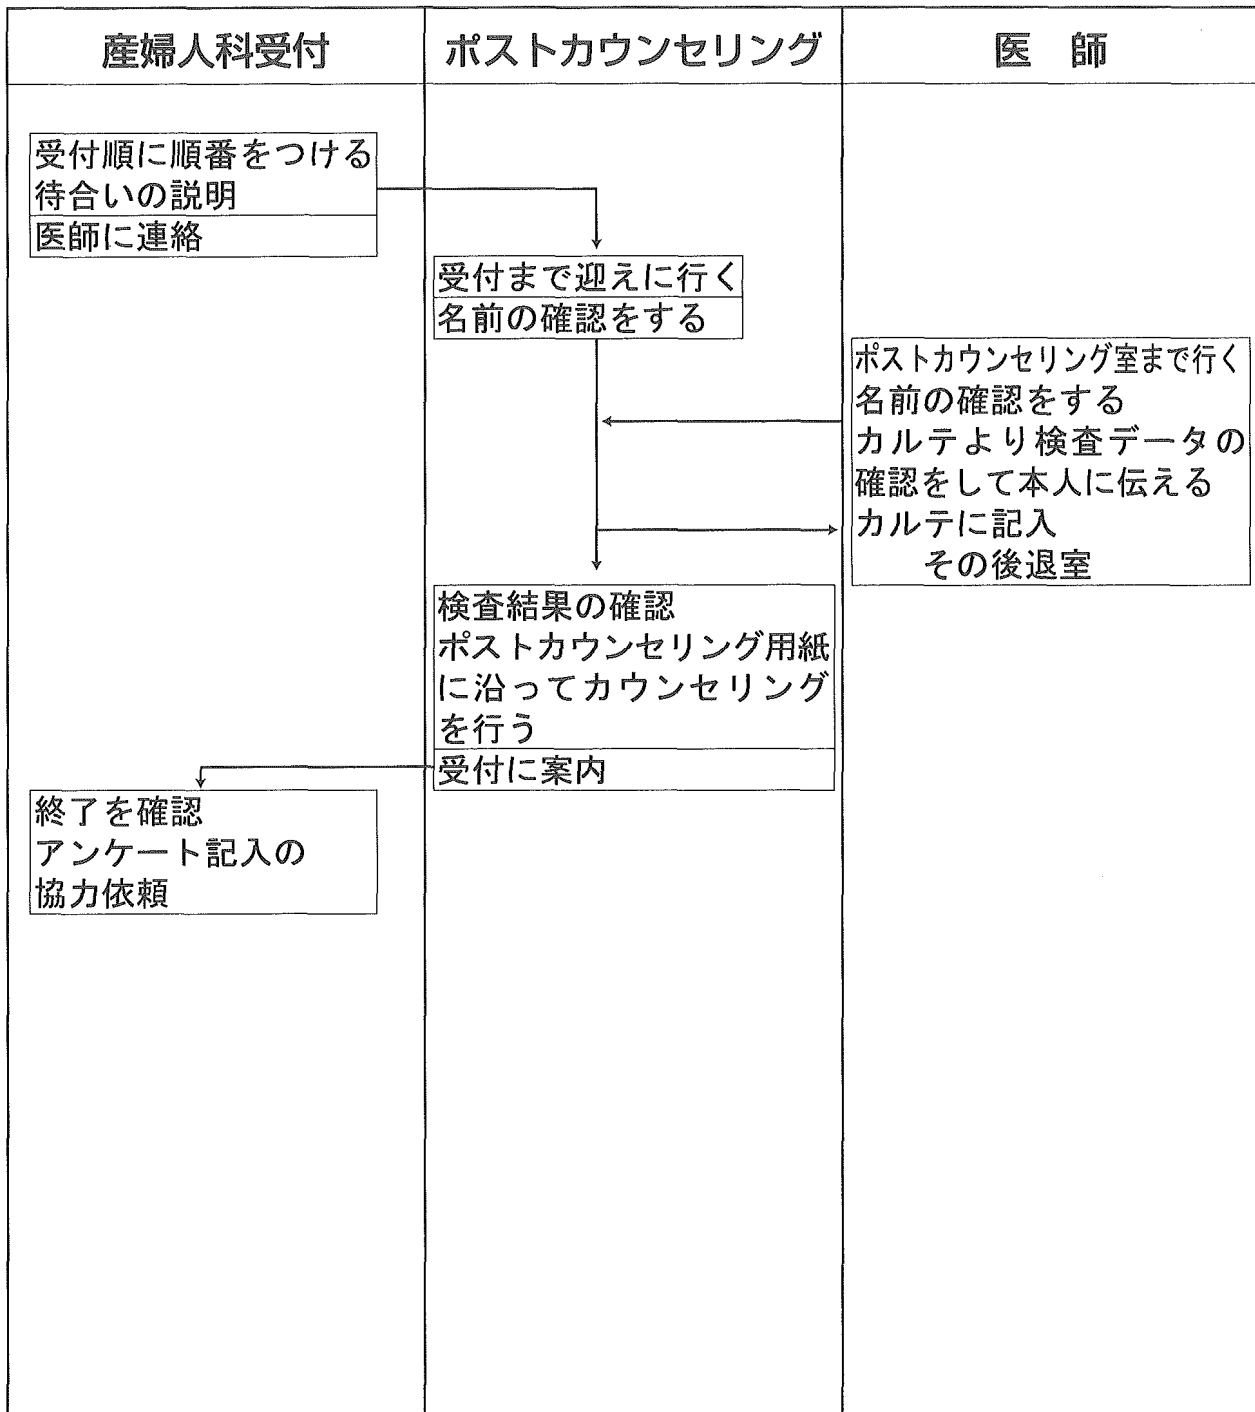 産婦人科受付
ポストカウンセリング
医 師
受付順に順番をつける
待合いの説明
医師に連絡
受付まで迎えに行く
名前の確認をする
ポストカウンセリング室まで行く
名前の確認をする
カルテより検査データの
確認をして本人に伝える
カルテに記入
その後退室
検査結果の確認
ポストカウンセリング用紙
に沿ってカウンセリング
を行う
受付に案内
終了を確認
アンケート記入の
協力依頼